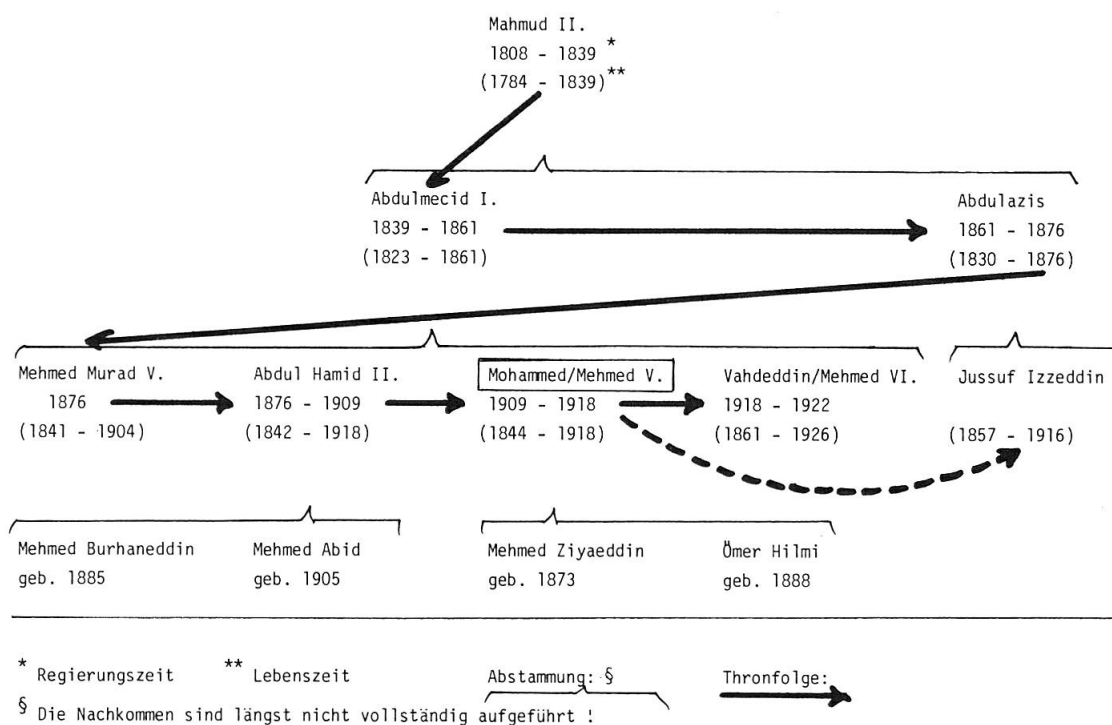 Mahmud II.
1808 - 1839 *
(1784 - 1839)**
Abdulmecid I.
1839 - 1861
(1823 - 1861)
Abdulazis
1861 - 1876
(1830 - 1876)
Mehmed Murad V.
1876
(1841 - 1904)
Abdul Hamid II.
1876 - 1909
(1842 - 1918)
Mohammed/Mehmed V.
1909 - 1918
(1844 - 1918)
Vahdeddin/Mehmed VI.
1918 - 1922
(1861 - 1926)
Jussuf Izzeddin
(1857 - 1916)
Mehmed Burhaneddin
geb. 1885
Mehmed Abid
geb. 1905
Mehmed Ziyaeddin
geb. 1873
Ömer Hilmi
geb. 1888
* Regierungszeit ** Lebenszeit Abstammung: § Thronfolge:
§ Die Nachkommen sind längst nicht vollständig aufgeführt !